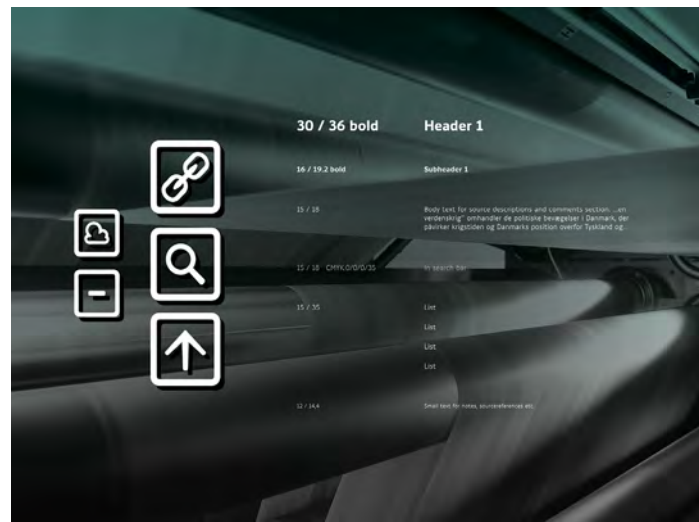 30 / 36 bold Header 1
16 / 19.2 bold Subheader 1
15 / 18 Body text for source descriptions and comments section. ...en
verdenskrig" omhandler de politiske bevægelser i Danmark, der
påvirker krigstiden og Danmarks position overfor Tyskland og...
15 / 18 CMYK:0/0/0/35 In search bar
15 / 35 List
List
List
List
12 / 14,4 Small text for notes, sourcereferences etc.